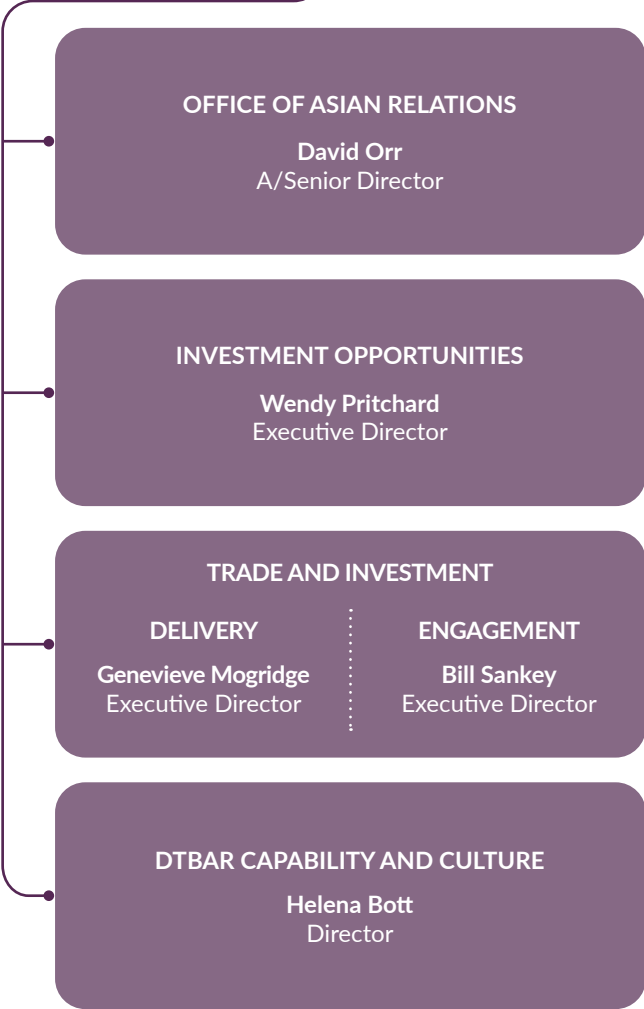 OFFICE OF ASIAN RELATIONS
David Orr
A/Senior Director
INVESTMENT OPPORTUNITIES
Wendy Pritchard
Executive Director
TRADE AND INVESTMENT
DELIVERY
Genevieve Mogridge
Executive Director
ENGAGEMENT
Bill Sankey
Executive Director
DTBAR CAPABILITY AND CULTURE
Helena Bott
Director